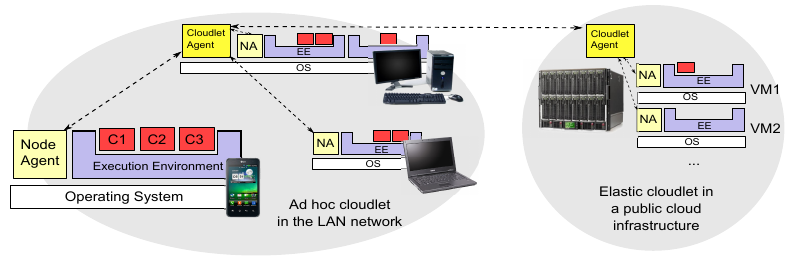 Cloudlet
Agent
NA
EE
OS
Node
Agent
C1
C2
C3
Execution Environment
Operating System
NA
EE
OS
Ad hoc cloudlet
in the LAN network
Cloudlet
Agent
NA
EE
OS
VM1
NA
EE
OS
VM2
...
Elastic cloudlet in
a public cloud
infrastructure